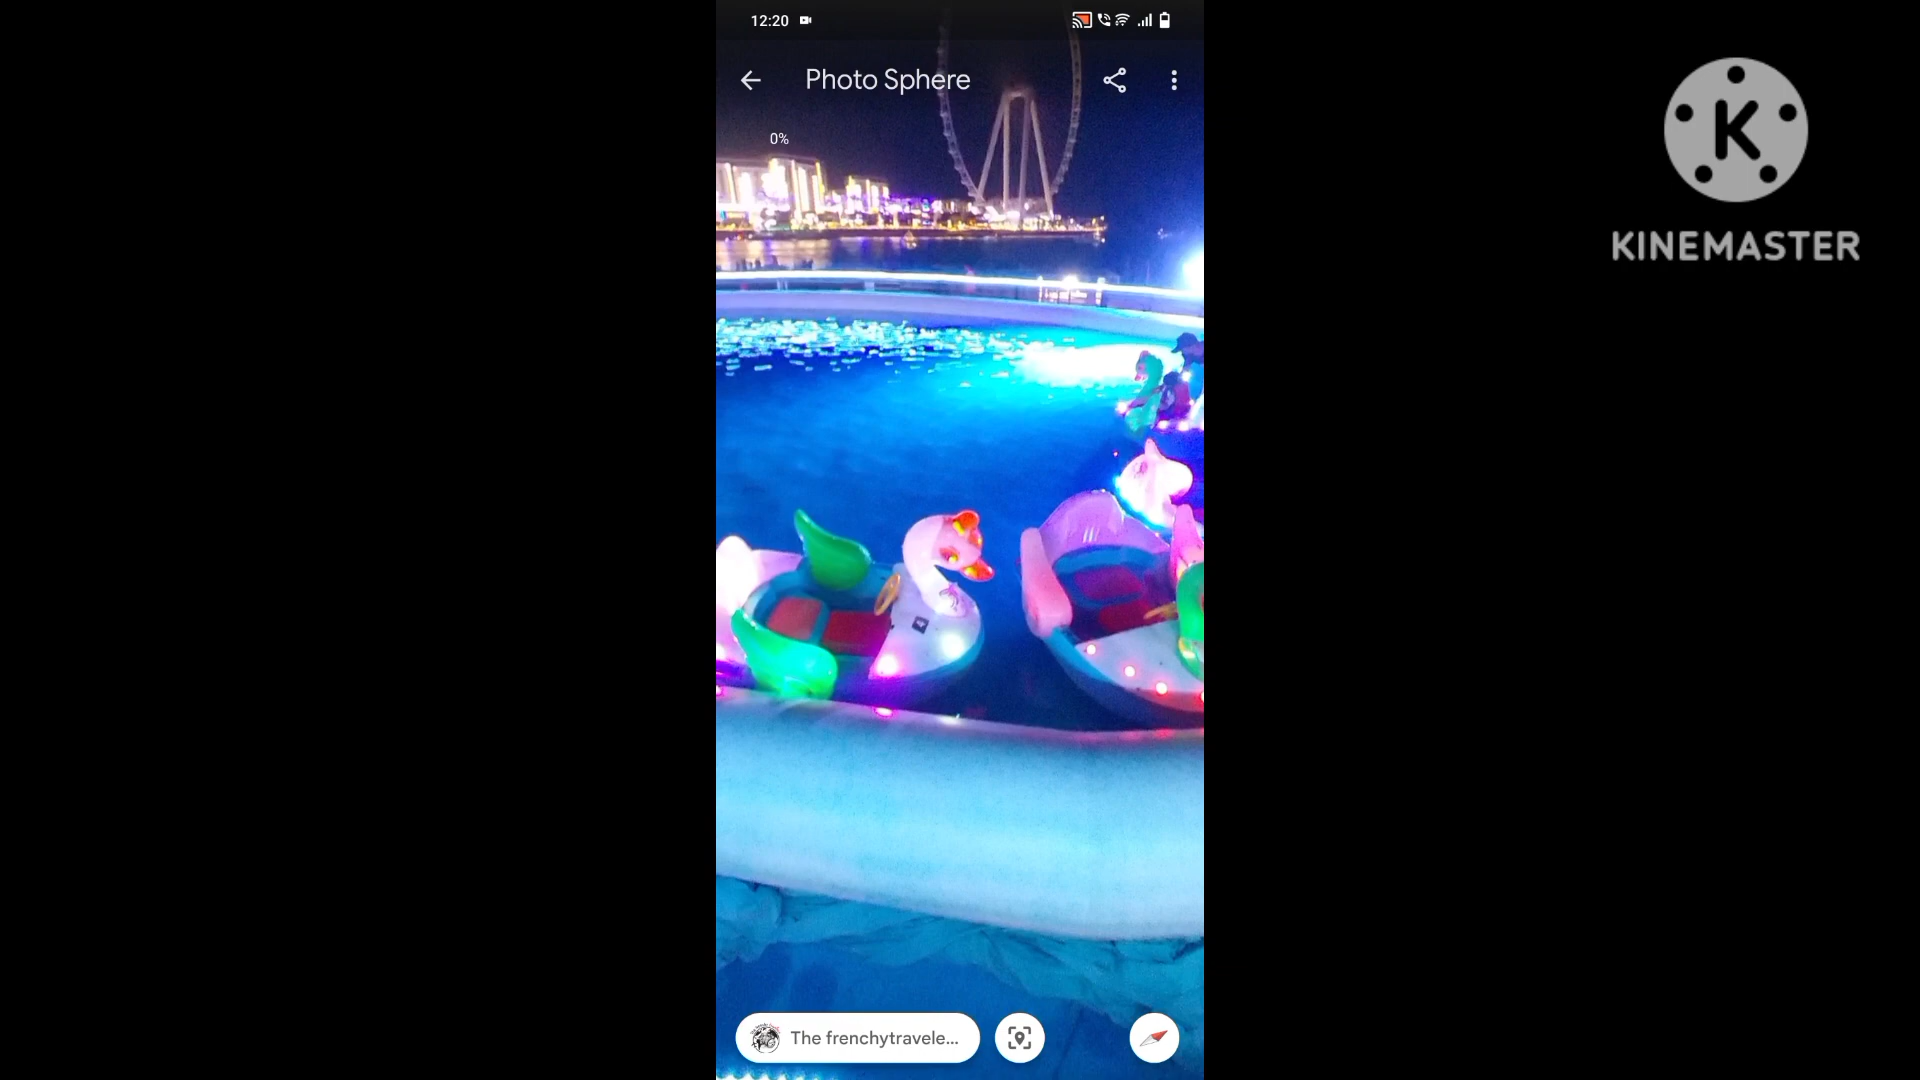 12:20
Photo Sphere
0%
K
KINEMASTER
The frenchytravele...